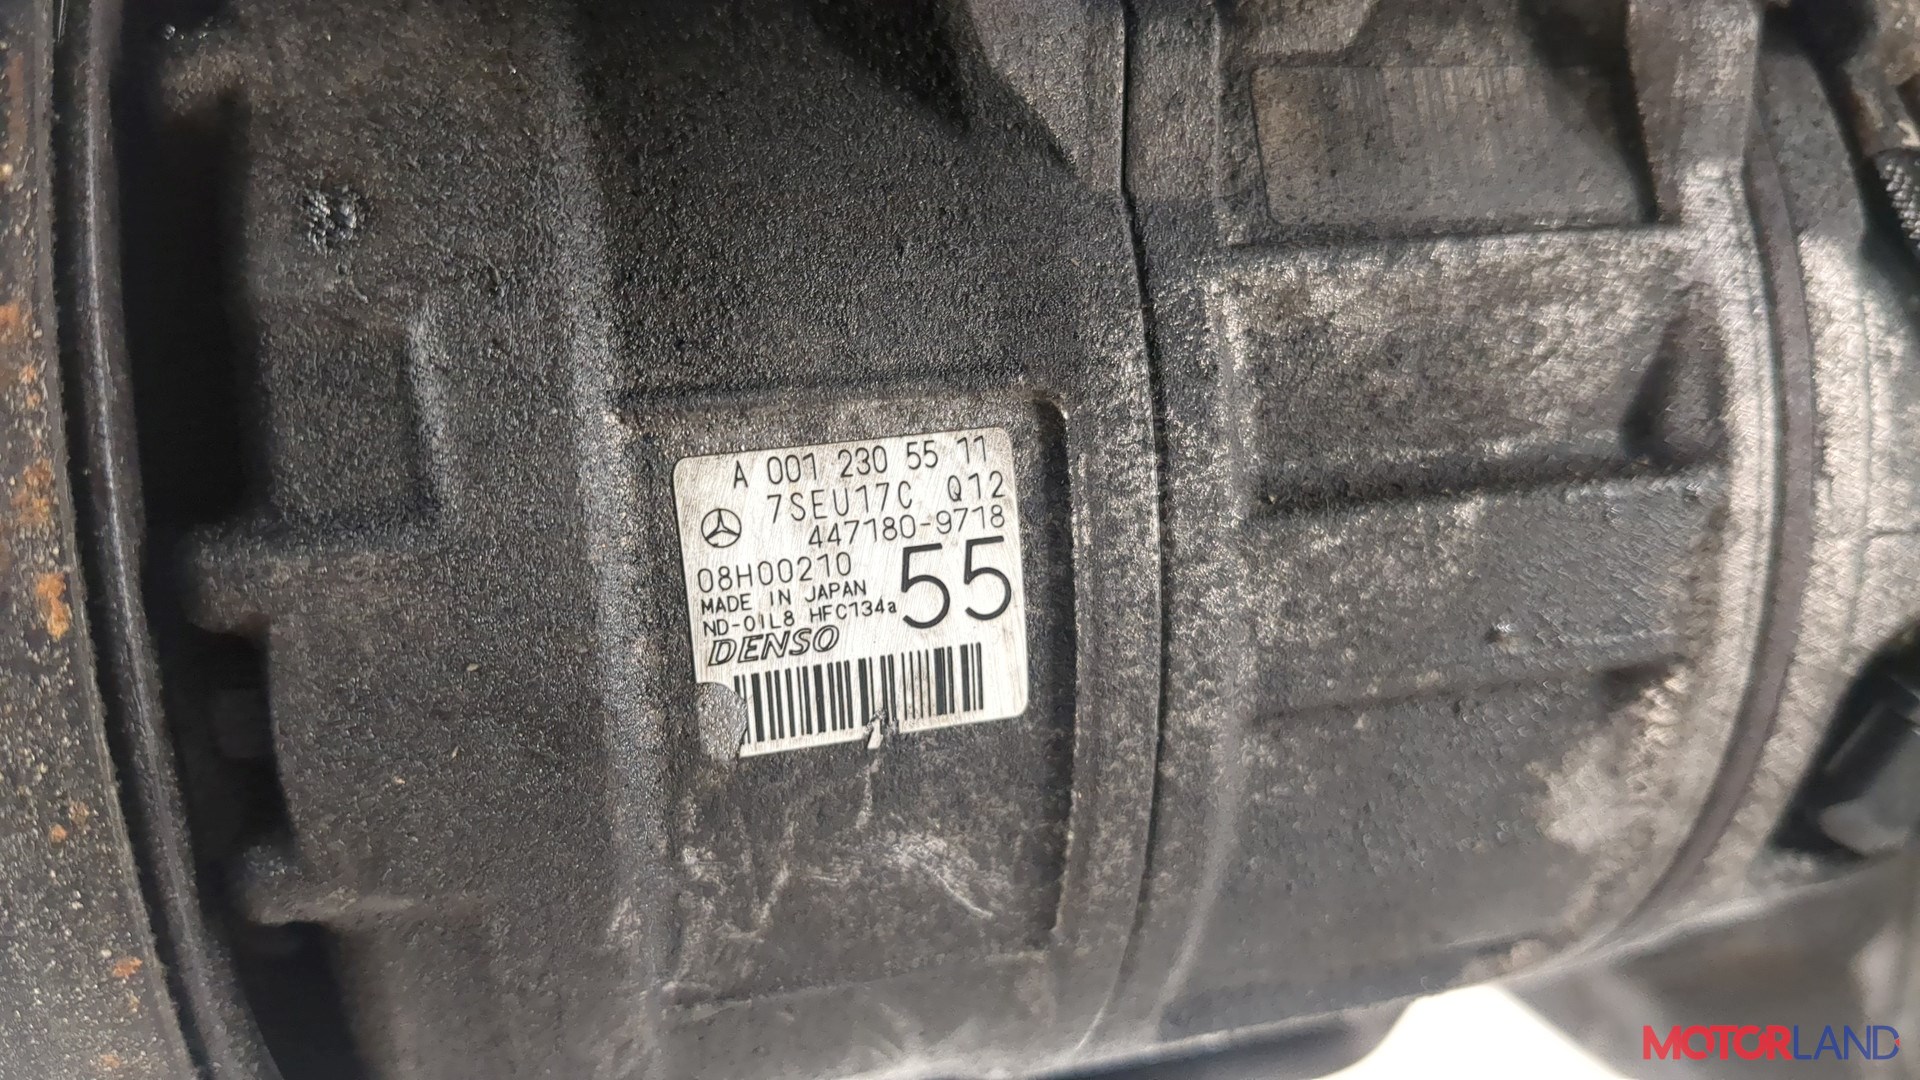 A 001 230 55 11
7SEU17C Q12
447180-9718
08H00210
55
MADE IN JAPAN
ND-OIL8 HFC134a
DENSO
MOTORLAND